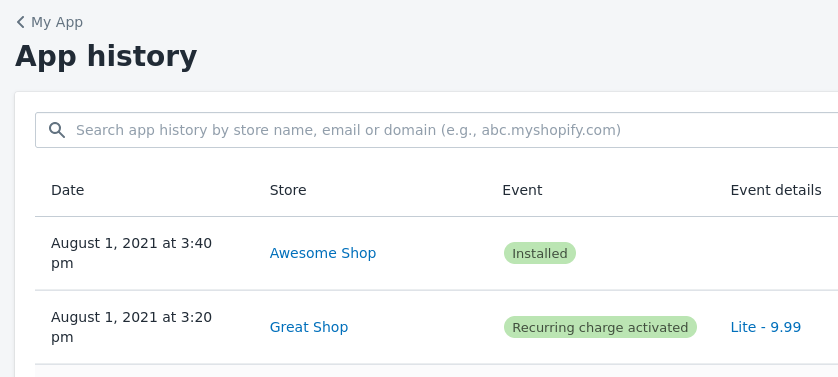 My App
App history
Search app history by store name, email or domain (e.g., abc.myshopify.com)
Date Store Event Event details
August 1, 2021 at 3:40
pm
Awesome Shop
Installed
August 1, 2021 at 3:20
pm
Great Shop
Recurring charge activated
Lite - 9.99